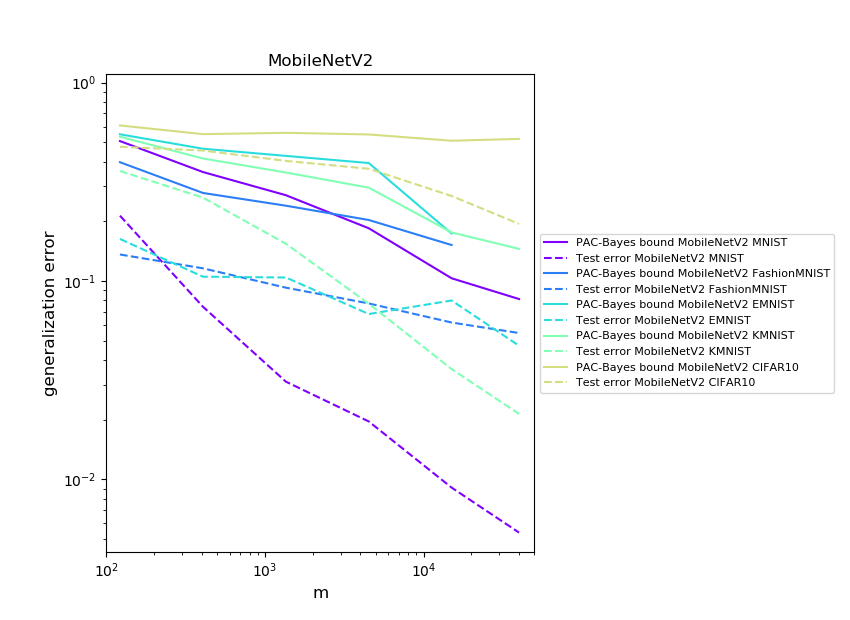 MobileNetV2
10^0
10^-1
10^-2
generalization error
10^2
10^3
10^4
m
PAC-Bayes bound MobileNetV2 MNIST
Test error MobileNetV2 MNIST
PAC-Bayes bound MobileNetV2 FashionMNIST
Test error MobileNetV2 FashionMNIST
PAC-Bayes bound MobileNetV2 EMNIST
Test error MobileNetV2 EMNIST
PAC-Bayes bound MobileNetV2 KMNIST
Test error MobileNetV2 KMNIST
PAC-Bayes bound MobileNetV2 CIFAR10
Test error MobileNetV2 CIFAR10